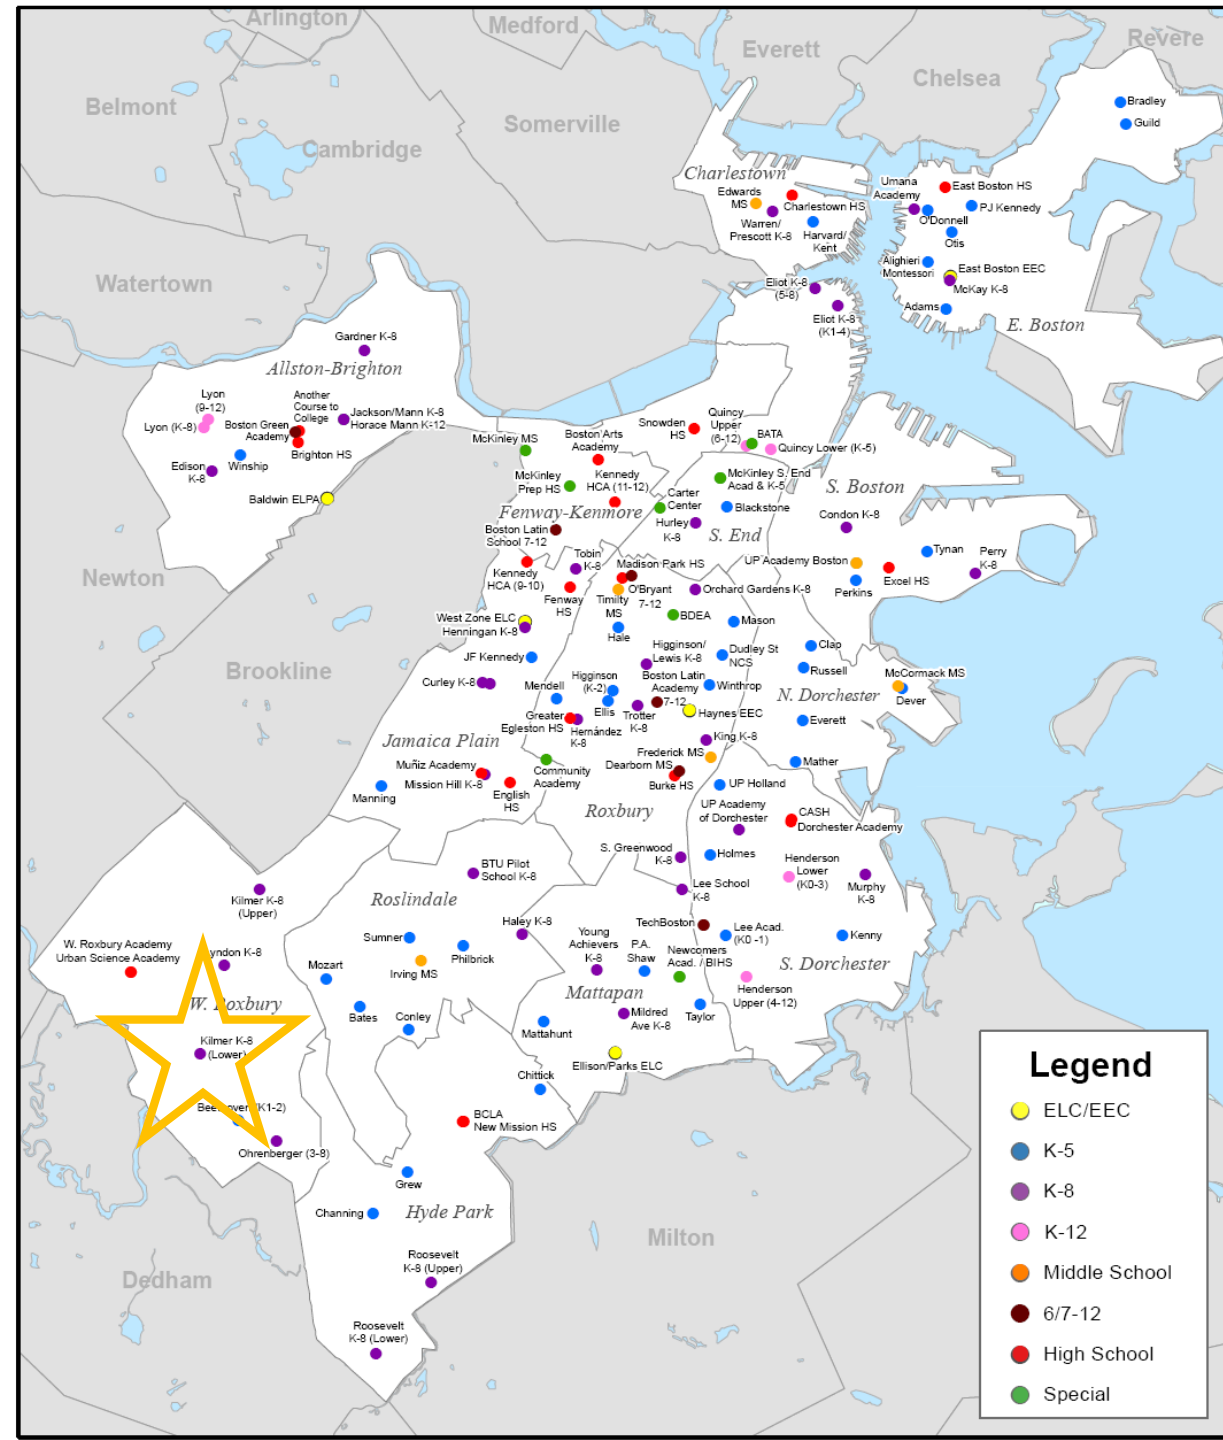 Arlington
Medford
Everett
Revere
Chelsea
Belmont
Somerville
Cambridge
Watertown
Newton
Brookline
Dedham
Milton
Bradley
Guild
Charlestown
Edwards
MS
Charlestown HS
Warren/
Prescott K-8
Harvard/
Kent
Umana
Academy
East Boston HS
PJ Kennedy
O'Donnell
Otis
Alighieri
Montessori
East Boston EEC
McKay K-8
Adams
E. Boston
Eliot K-8
(5-8)
Eliot K-8
(K1-4)
Gardner K-8
Allston-Brighton
Lyon
(9-12)
Lyon (K-8)
Another
Course to
College
Boston Green
Academy
Brighton HS
Jackson/Mann K-8
Horace Mann K-12
Edison
K-8
Winship
Baldwin ELPA
McKinley MS
Boston Arts
Academy
Snowden
HS
Quincy
Upper
(6-12)
BATA
Quincy Lower (K-5)
McKinley
Prep HS
Kennedy
HCA (11-12)
McKinley S. End
Acad & K-5
Carter
Center
Blackstone
Fenway-Kenmore
Hurley
K-8
S. End
Boston Latin
School 7-12
S. Boston
Condon K-8
Tynan
Perry
K-8
UP Academy Boston
Excel HS
Perkins
Kennedy
HCA (9-10)
Tobin
K-8
Fenway
HS
Madison Park HS
O'Bryant
7-12
Timilty
MS
Hale
Orchard Gardens K-8
BDEA
Mason
West Zone ELC
Henningan K-8
JF Kennedy
Curley K-8
Mendell
Higginson
(K-2)
Ellis
Higginson/
Lewis K-8
Dudley St
NCS
Boston Latin
Academy
7-12
Winthrop
Trotter
K-8
Haynes EEC
Greater
Egleston HS
Hernández
K-8
King K-8
Frederick MS
Dearborn MS
Burke HS
Clap
Russell
McCormack MS
Dever
N. Dorchester
Everett
Mather
Jamaica Plain
Muñiz Academy
Mission Hill K-8
English
HS
Community
Academy
Manning
Roxbury
UP Holland
UP Academy
of Dorchester
CASH
Dorchester Academy
S. Greenwood
K-8
Holmes
Henderson
Lower
(K0-3)
Murphy
K-8
Lee School
K-8
TechBoston
Lee Acad.
(K0 -1)
Kenny
S. Dorchester
Henderson
Upper (4-12)
Newcomers
Acad. / BIHS
Taylor
Kilmer K-8
(Upper)
W. Roxbury Academy
Urban Science Academy
W. Roxbury
Kilmer K-8
(Lower)
Ohrenberger (3-8)
BTU Pilot
School K-8
Roslindale
Sumner
Irving MS
Philbrick
Haley K-8
Mozart
Bates
Conley
Young
Achievers
K-8
P.A.
Shaw
Mattapan
Mildred
Ave K-8
Mattahunt
Ellison/Parks ELC
Chittick
BCLA
New Mission HS
Grew
Channing
Hyde Park
Roosevelt
K-8 (Upper)
Roosevelt
K-8 (Lower)
Legend
ELC/EEC
K-5
K-8
K-12
Middle School
6/7-12
High School
Special